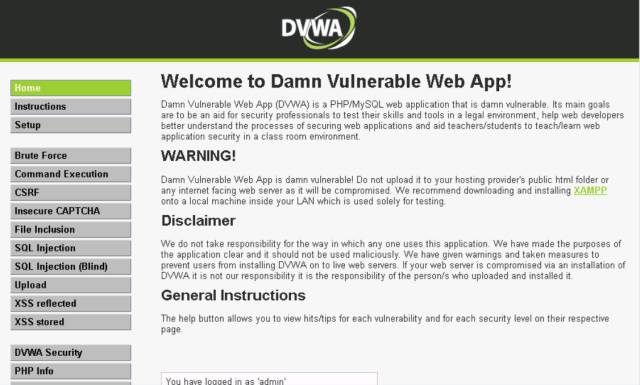 DVWA
Home
Instructions
Setup
Brute Force
Command Execution
CSRF
Insecure CAPTCHA
File Inclusion
SQL Injection
SQL Injection (Blind)
Upload
XSS reflected
XSS stored
DVWA Security
PHP Info
Welcome to Damn Vulnerable Web App!
Damn Vulnerable Web App (DVWA) is a PHP/MySQL web application that is damn vulnerable. Its main goals
are to be an aid for security professionals to test their skills and tools in a legal environment, help web developers
better understand the processes of securing web applications and aid teachers/students to teach/learn web
application security in a class room environment.
WARNING!
Damn Vulnerable Web App is damn vulnerable! Do not upload it to your hosting provider's public html folder or
any internet facing web server as it will be compromised. We recommend downloading and installing XAMPP
onto a local machine inside your LAN which is used solely for testing.
Disclaimer
We do not take responsibility for the way in which any one uses this application. We have made the purposes of
the application clear and it should not be used maliciously. We have given warnings and taken measures to
prevent users from installing DVWA on to live web servers. If your web server is compromised via an installation of
DVWA it is not our responsibility it is the responsibility of the person/s who uploaded and installed it.
General Instructions
The help button allows you to view hits/tips for each vulnerability and for each security level on their respective
page.
You have logged in as 'admin'